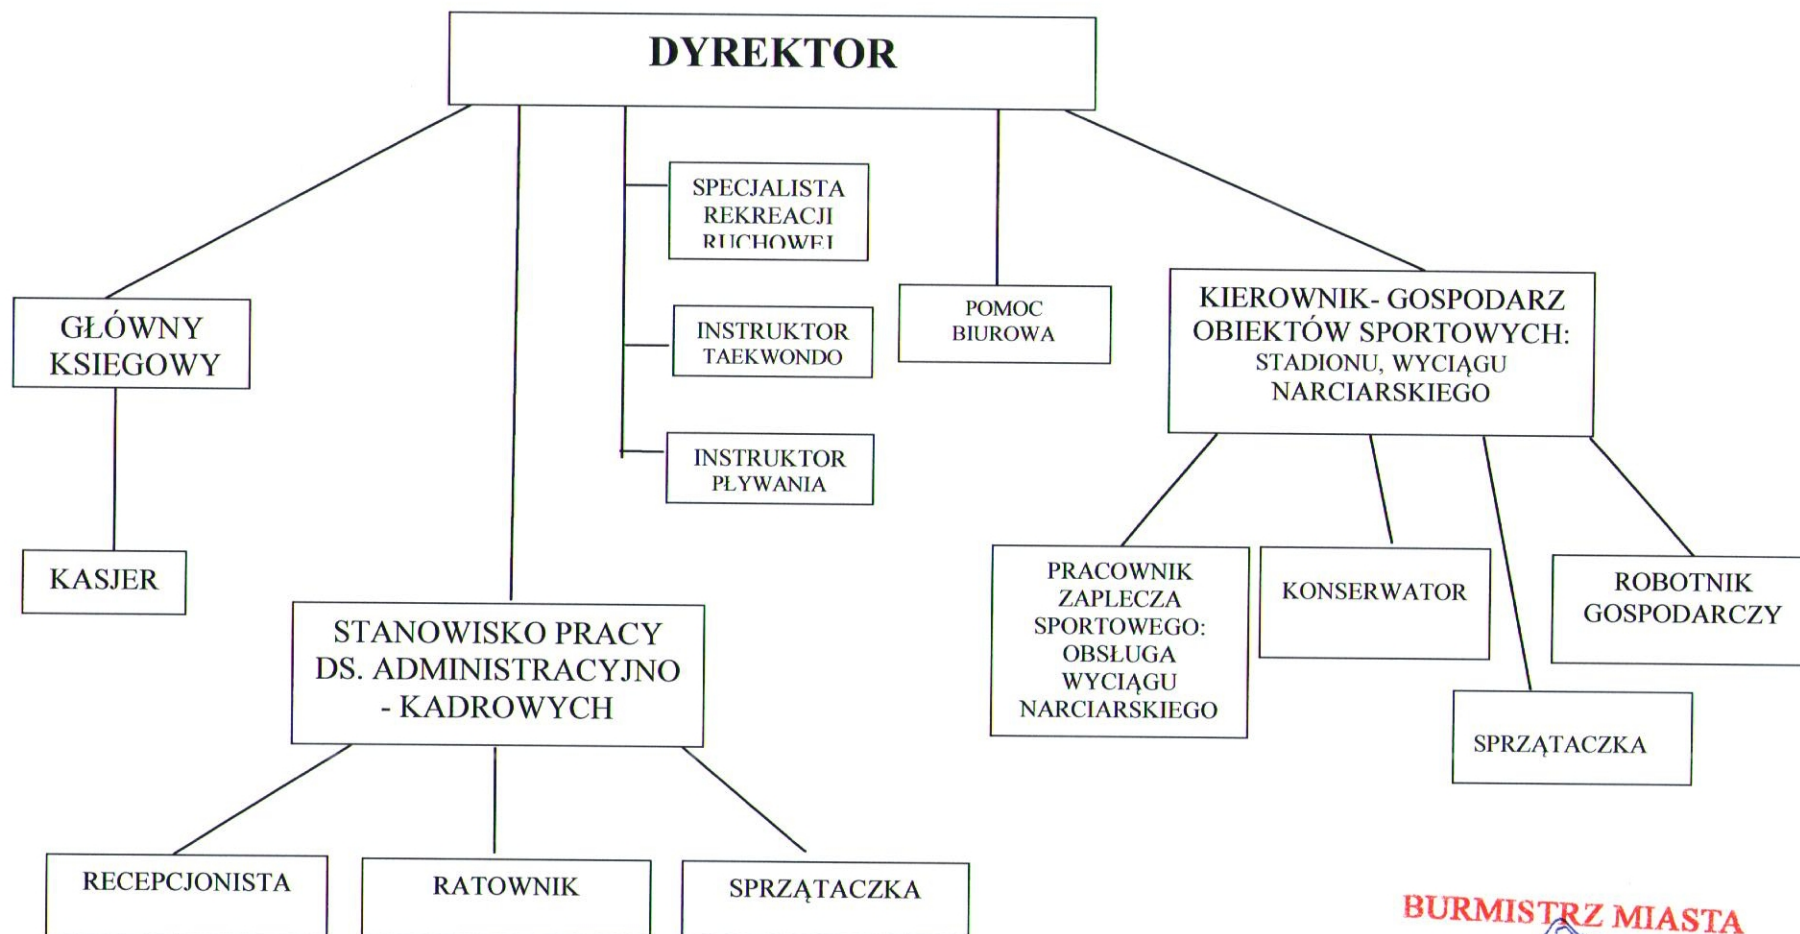 DYREKTOR
SPECJALISTA
REKREACJI
RUCHOWEJ
INSTRUKTOR
TAEKWONDO
INSTRUKTOR
PŁYWANIA
POMOC
BIUROWA
GŁÓWNY
KSIEGOWY
KASJER
KIEROWNIK- GOSPODARZ
OBIEKTÓW SPORTOWYCH:
STADIONU, WYCIĄGU
NARCIARSKIEGO
PRACOWNIK
ZAPLECZA
SPORTOWEGO:
OBSŁUGA
WYCIĄGU
NARCIARSKIEGO
KONSERWATOR
ROBOTNIK
GOSPODARCZY
SPRZĄTACZKA
STANOWISKO PRACY
DS. ADMINISTRACYJNO
- KADROWYCH
RECEPCJONISTA
RATOWNIK
SPRZĄTACZKA
BURMISTRZ MIASTA